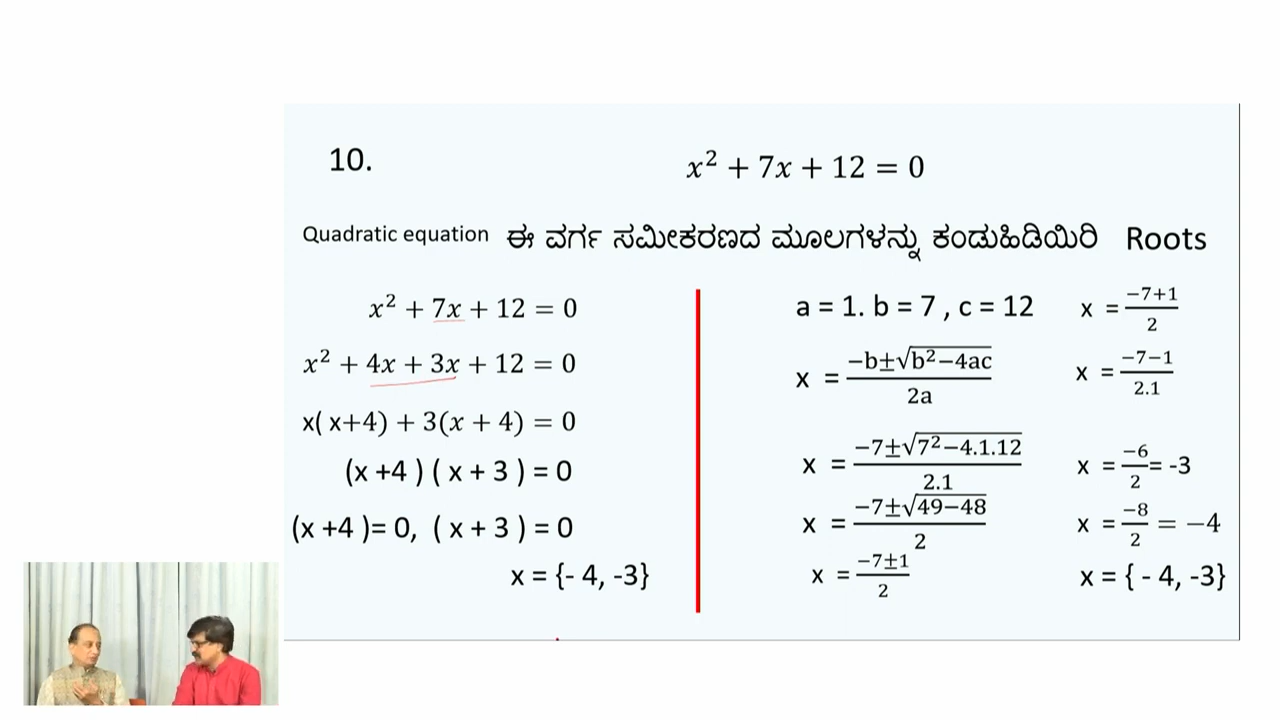 10. x² + 7x + 12 = 0
Quadratic equation ಈ ವರ್ಗ ಸಮೀಕರಣದ ಮೂಲಗಳನ್ನು ಕಂಡುಹಿಡಿಯಿರಿ Roots
x² + 7x + 12 = 0
x² + 4x + 3x + 12 = 0
x( x+4) + 3(x + 4) = 0
(x +4 ) ( x + 3 ) = 0
(x +4 )= 0, ( x + 3 ) = 0
x = {- 4, -3}
a = 1. b = 7 , c = 12
x = −b±√b²−4ac / 2a
x = −7±√7²−4.1.12 / 2.1
x = −7±√49−48 / 2
x = −7±1 / 2
x = −7+1 / 2
x = −7−1 / 2.1
x = −6 / 2 = -3
x = −8 / 2 = −4
x = { - 4, -3}